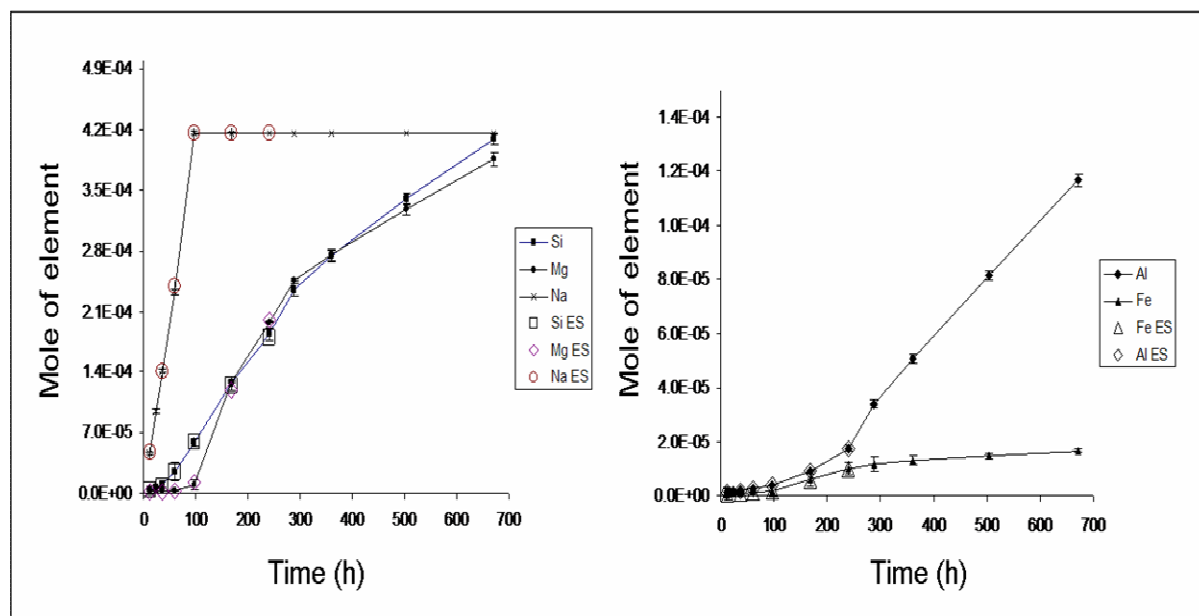 Mole of element
4.9E-04
4.2E-04
3.5E-04
2.8E-04
2.1E-04
1.4E-04
7.0E-05
0.0E+00
0 100 200 300 400 500 600 700
Time (h)
Si
Mg
Na
Si ES
Mg ES
Na ES
Mole of element
1.4E-04
1.2E-04
1.0E-04
8.0E-05
6.0E-05
4.0E-05
2.0E-05
0.0E+00
0 100 200 300 400 500 600 700
Time (h)
Al
Fe
Fe ES
Al ES